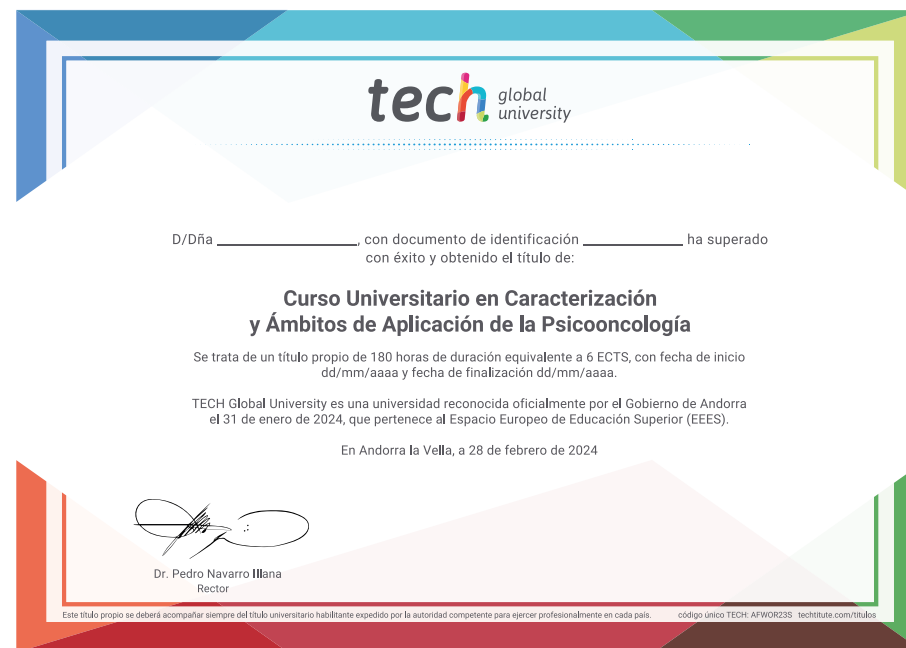 tech global university
D/Dña ____________________, con documento de identificación ______________ ha superado
con éxito y obtenido el título de:
Curso Universitario en Caracterización
y Ámbitos de Aplicación de la Psicooncología
Se trata de un título propio de 180 horas de duración equivalente a 6 ECTS, con fecha de inicio
dd/mm/aaaa y fecha de finalización dd/mm/aaaa.
TECH Global University es una universidad reconocida oficialmente por el Gobierno de Andorra
el 31 de enero de 2024, que pertenece al Espacio Europeo de Educación Superior (EEES).
En Andorra la Vella, a 28 de febrero de 2024
Dr. Pedro Navarro Illana
Rector
Este título propio se deberá acompañar siempre del título universitario habilitante expedido por la autoridad competente para ejercer profesionalmente en cada país. código único TECH: AFWOR23S techtitute.com/titulos